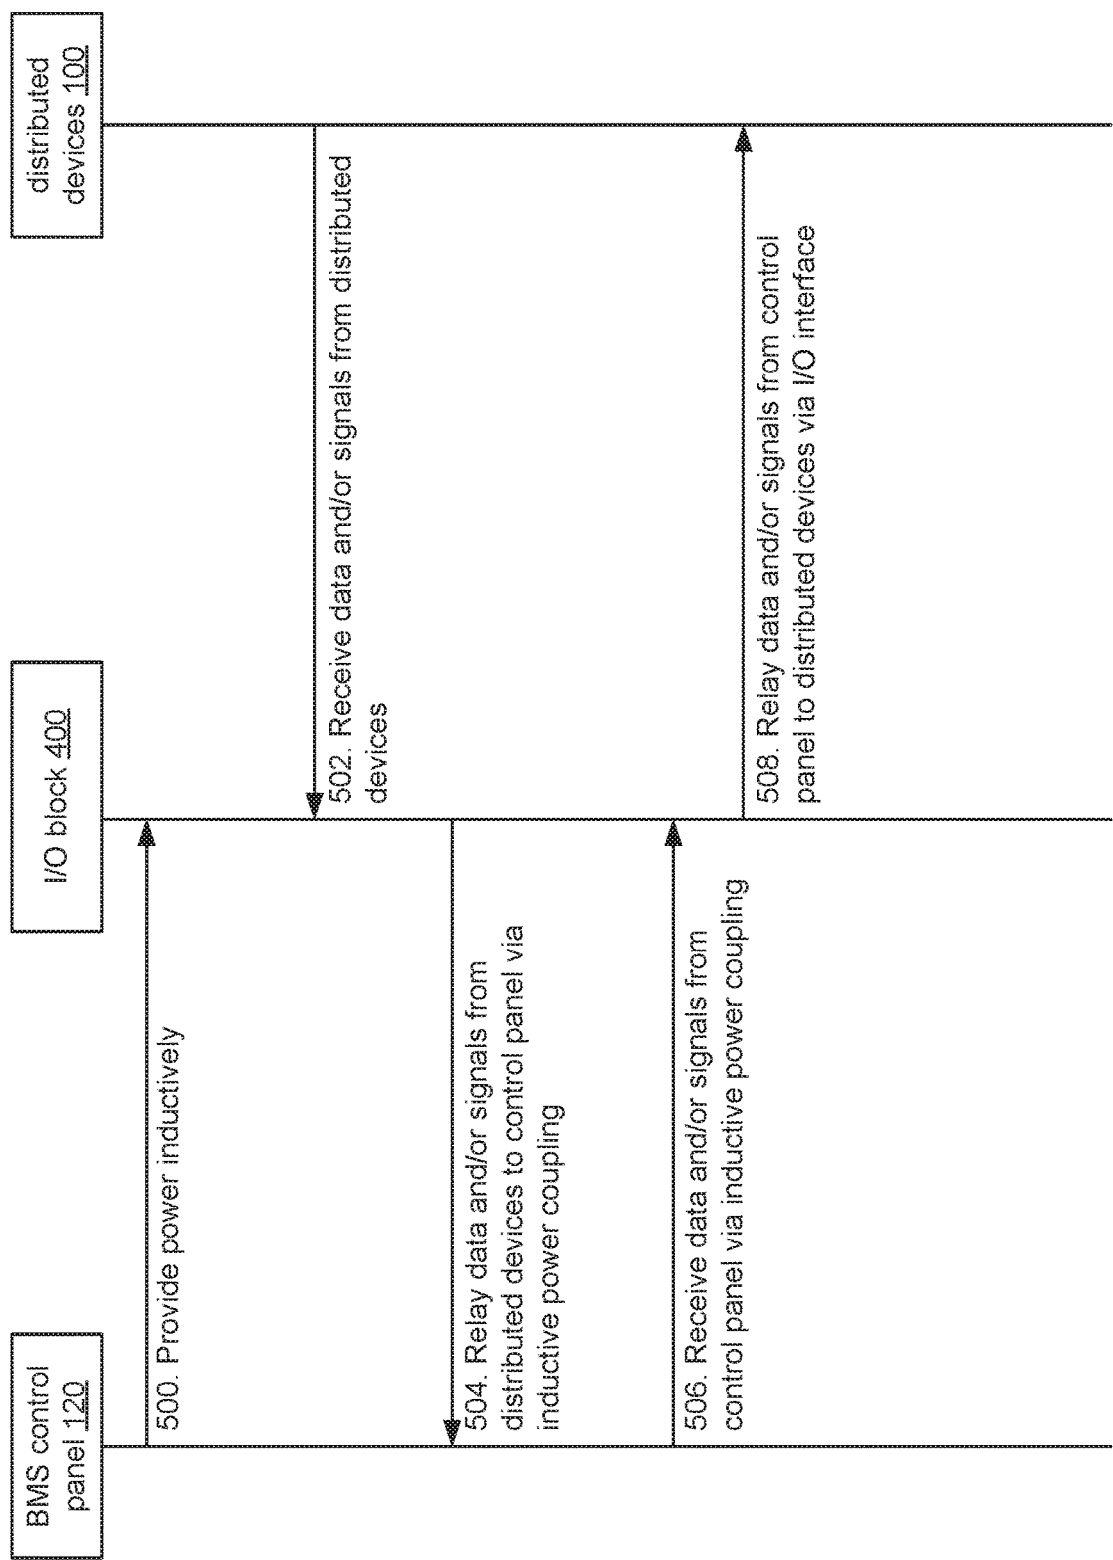 BMS control
panel 120
I/O block 400
distributed
devices 100
500. Provide power inductively
502. Receive data and/or signals from distributed
devices
504. Relay data and/or signals from
distributed devices to control panel via
inductive power coupling
506. Receive data and/or signals from
control panel via inductive power coupling
508. Relay data and/or signals from control
panel to distributed devices via I/O interface